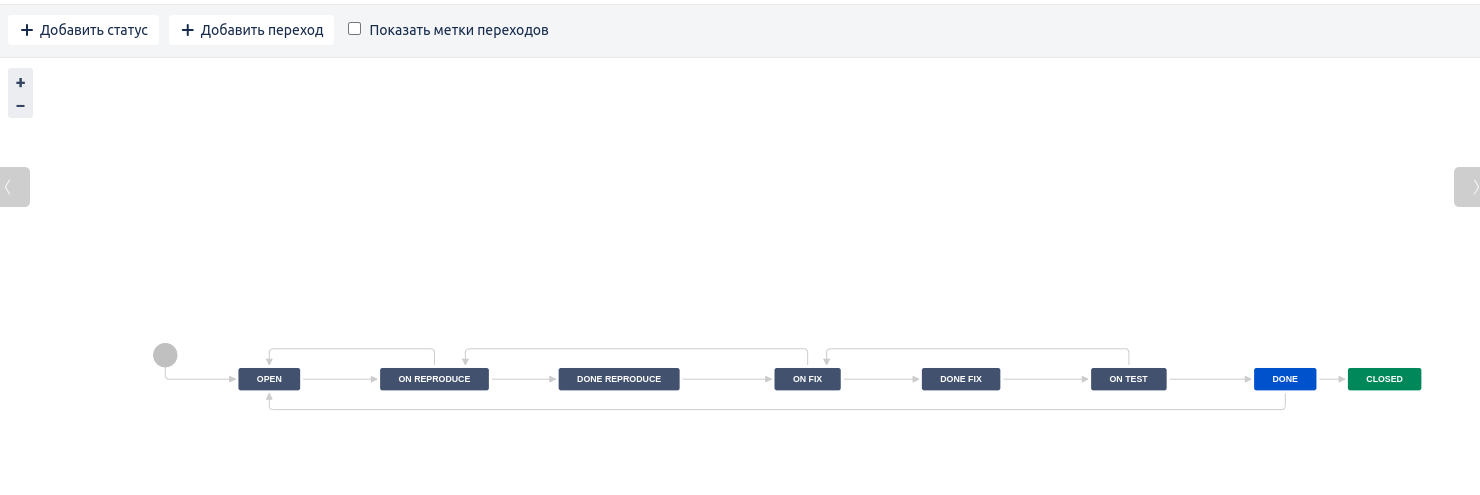 + Добавить статус + Добавить переход Показать метки переходов
+
−
OPEN ON REPRODUCE DONE REPRODUCE ON FIX DONE FIX ON TEST DONE CLOSED